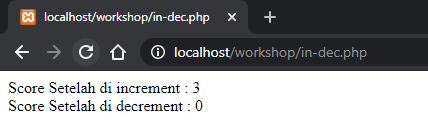 localhost/workshop/in-dec.php
localhost/workshop/in-dec.php
Score Setelah di increment : 3
Score Setelah di decrement : 0